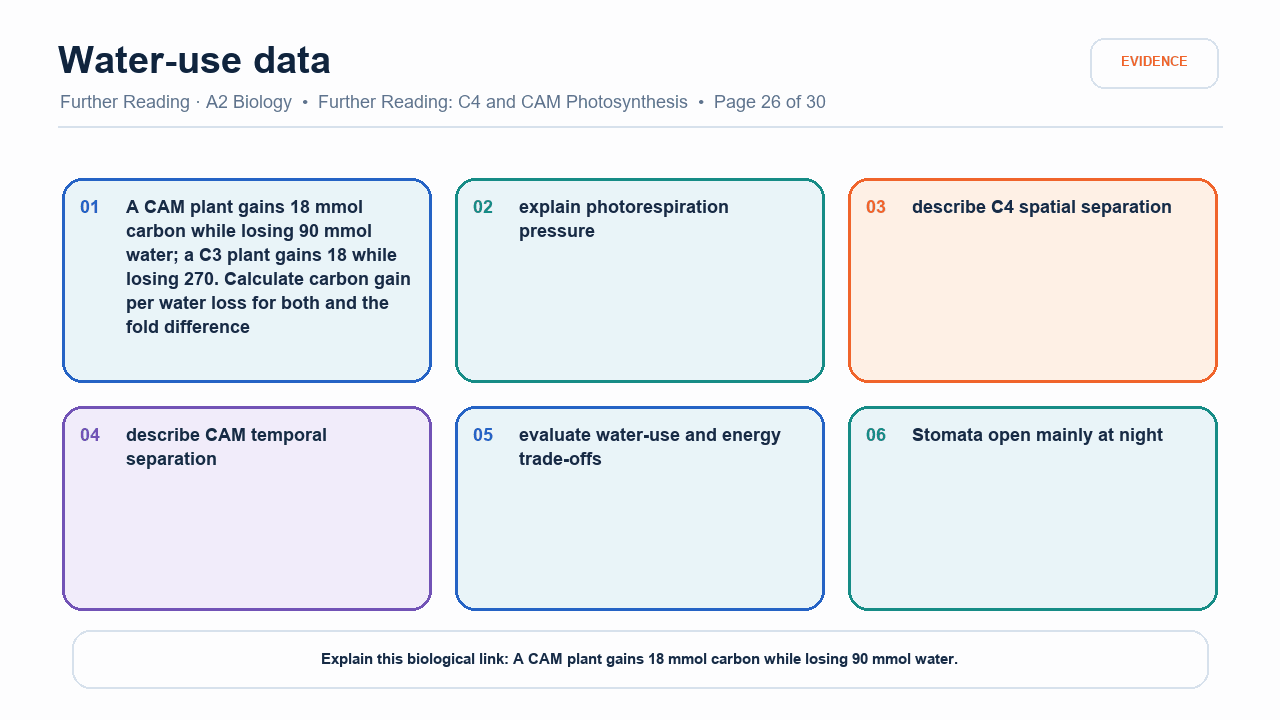 Water-use data
EVIDENCE
Further Reading · A2 Biology • Further Reading: C4 and CAM Photosynthesis • Page 26 of 30
01
A CAM plant gains 18 mmol
carbon while losing 90 mmol
water; a C3 plant gains 18 while
losing 270. Calculate carbon gain
per water loss for both and the
fold difference
02
explain photorespiration
pressure
03
describe C4 spatial separation
04
describe CAM temporal
separation
05
evaluate water-use and energy
trade-offs
06
Stomata open mainly at night
Explain this biological link: A CAM plant gains 18 mmol carbon while losing 90 mmol water.